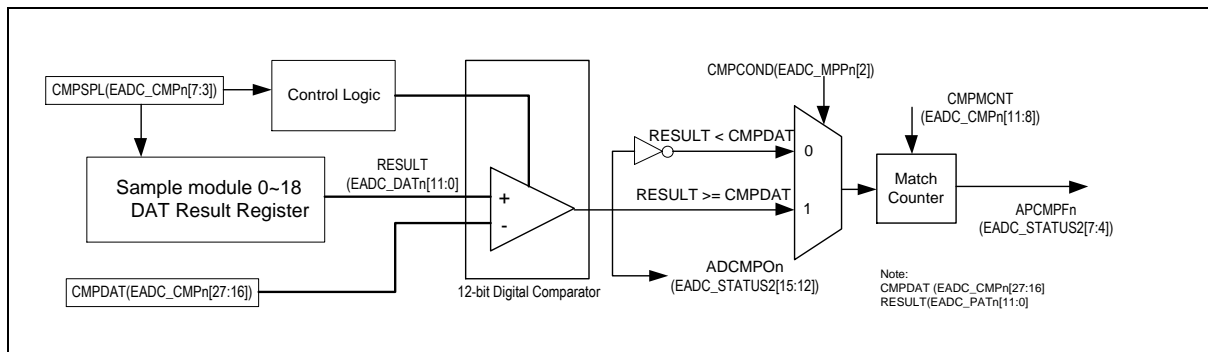 CMPSPL(EADC_CMPn[7:3])
Control Logic
CMPCOND(EADC_MPPn[2])
CMPMCNT
(EADC_CMPn[11:8])
RESULT < CMPDAT
0
RESULT
(EADC_DATn[11:0]
Sample module 0~18
DAT Result Register
+
-
RESULT >= CMPDAT
1
Match
Counter
APCMPFn
(EADC_STATUS2[7:4])
ADCMPOn
(EADC_STATUS2[15:12])
CMPDAT(EADC_CMPn[27:16])
12-bit Digital Comparator
Note:
CMPDAT (EADC_CMPn[27:16]
RESULT(EADC_PATn[11:0]